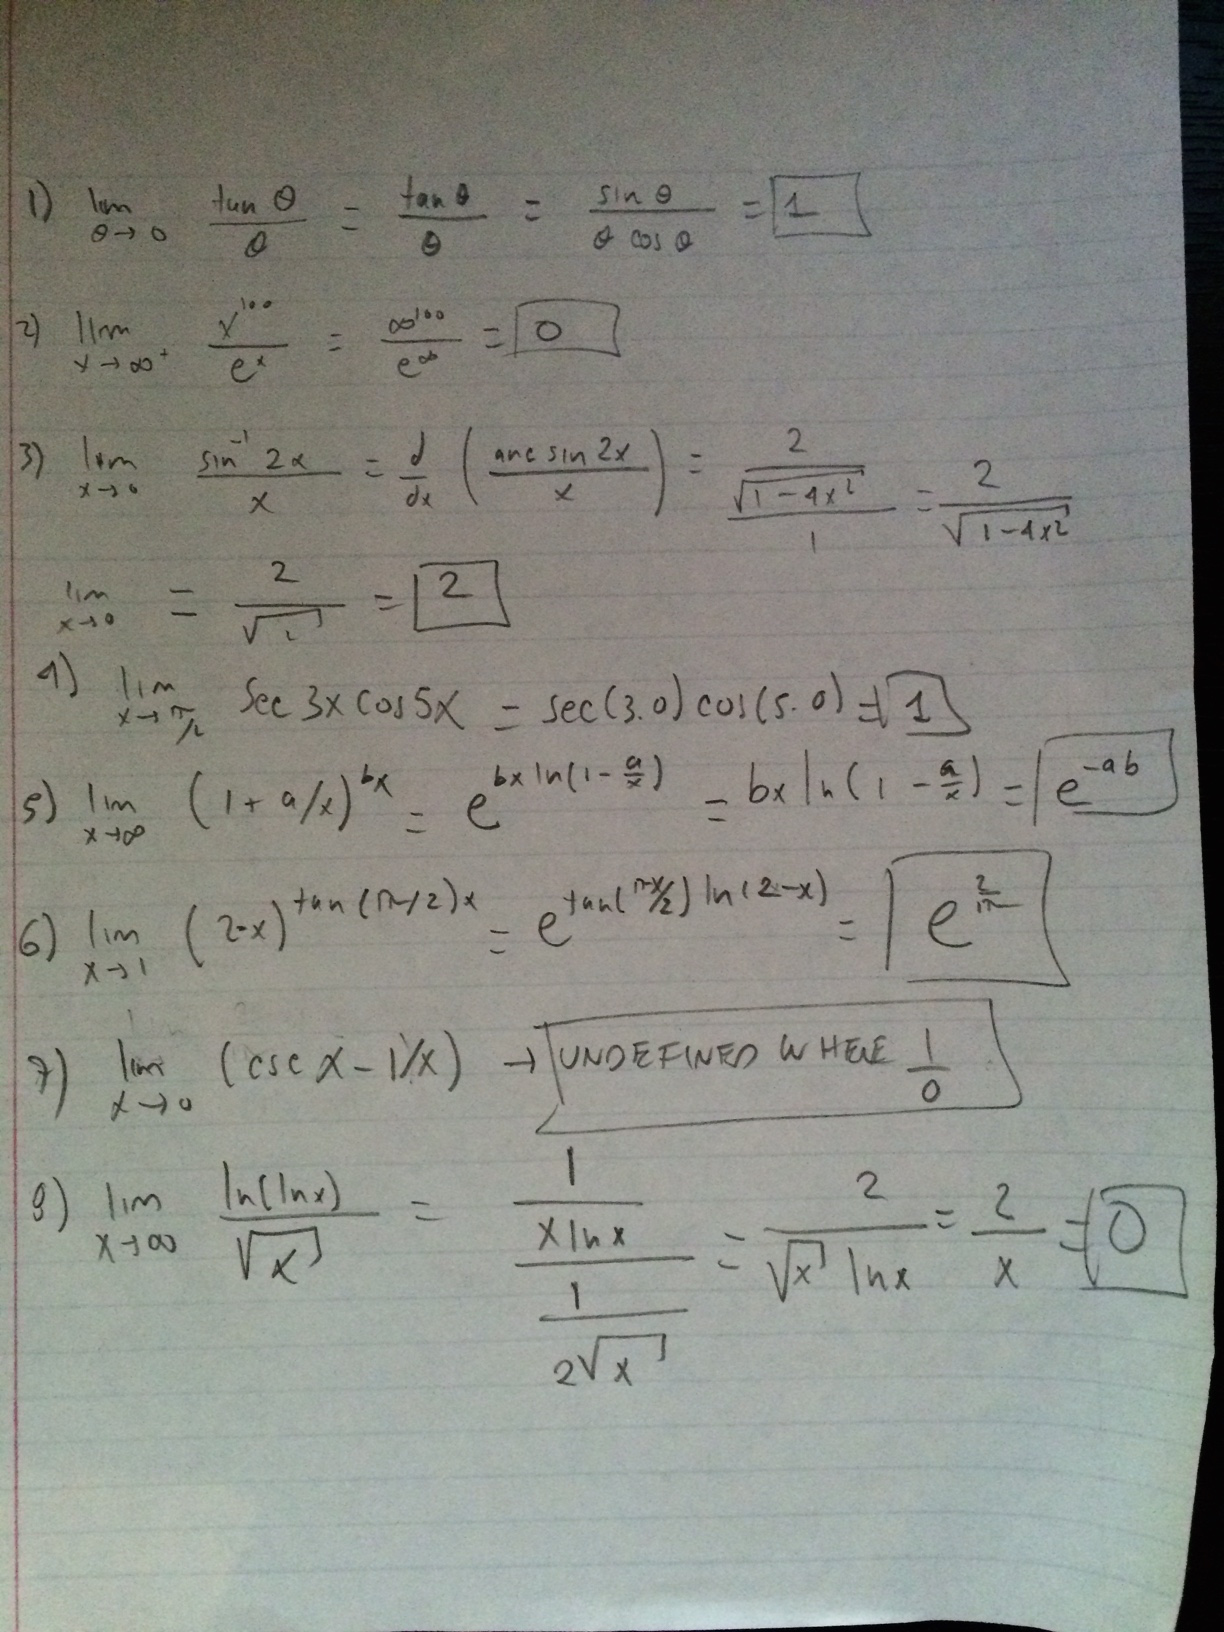 1) lim θ→0 tan θ / θ = tan θ / θ = sin θ / θ cos θ = 1
2) lim x→∞⁺ x¹⁰⁰ / eˣ = ∞¹⁰⁰ / e^∞ = 0
3) lim x→0 sin⁻¹ 2x / x = d/dx (arc sin 2x / x) = (2 / √(1-4x²)) / 1 = 2 / √(1-4x²)
lim x→0 = 2 / √1 = 2
4) lim x→π/2 sec 3x cos 5x = sec(3.0) cos(5.0) = 1
5) lim x→∞ (1 + a/x)^bx = e^(bx ln(1 - a/x)) = bx ln(1 - a/x) = e^-ab
6) lim x→1 (2-x)^(tan(π/2)x) = e^(tan(πx/2) ln(2-x)) = e^(2/π)
7) lim x→0 (csc x - 1/x) → UNDEFINED WHERE 1/0
8) lim x→∞ ln(lnx) / √x = (1 / x lnx) / (1 / 2√x) = 2 / √x lnx = 2 / x = 0